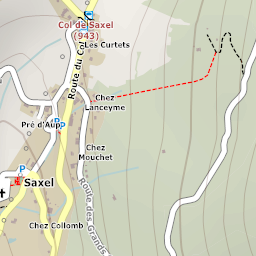 Col de Saxel
(943)
Les Curtets
Route du Col
Chez
Lanceyme
Pré d'Aup
P
P
Chez
Mouchet
P
Saxel
Route des Grands
Chez Collomb